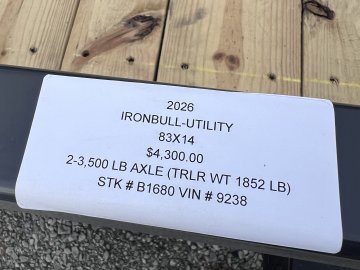 2026
IRONBULL-UTILITY
83X14
$4,300.00
2-3,500 LB AXLE (TRLR WT 1852 LB)
STK # B1680 VIN # 9238